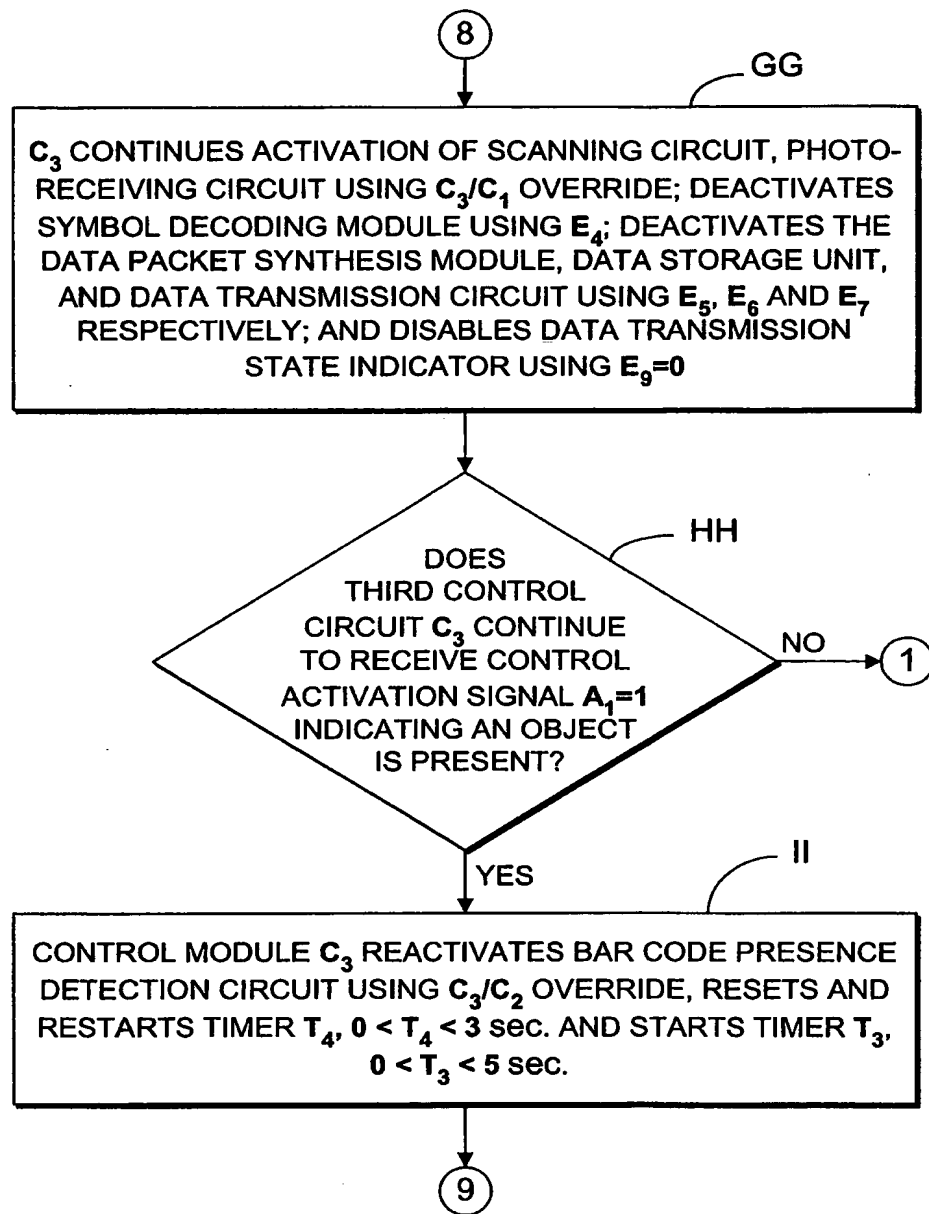 8
GG
C3 CONTINUES ACTIVATION OF SCANNING CIRCUIT, PHOTO-
RECEIVING CIRCUIT USING C3/C1 OVERRIDE; DEACTIVATES
SYMBOL DECODING MODULE USING E4; DEACTIVATES THE
DATA PACKET SYNTHESIS MODULE, DATA STORAGE UNIT,
AND DATA TRANSMISSION CIRCUIT USING E5, E6 AND E7
RESPECTIVELY; AND DISABLES DATA TRANSMISSION
STATE INDICATOR USING E9=0
HH
DOES
THIRD CONTROL
CIRCUIT C3 CONTINUE
TO RECEIVE CONTROL
ACTIVATION SIGNAL A1=1
INDICATING AN OBJECT
IS PRESENT?
NO
1
YES
II
CONTROL MODULE C3 REACTIVATES BAR CODE PRESENCE
DETECTION CIRCUIT USING C3/C2 OVERRIDE, RESETS AND
RESTARTS TIMER T4, 0 < T4 < 3 sec. AND STARTS TIMER T3,
0 < T3 < 5 sec.
9